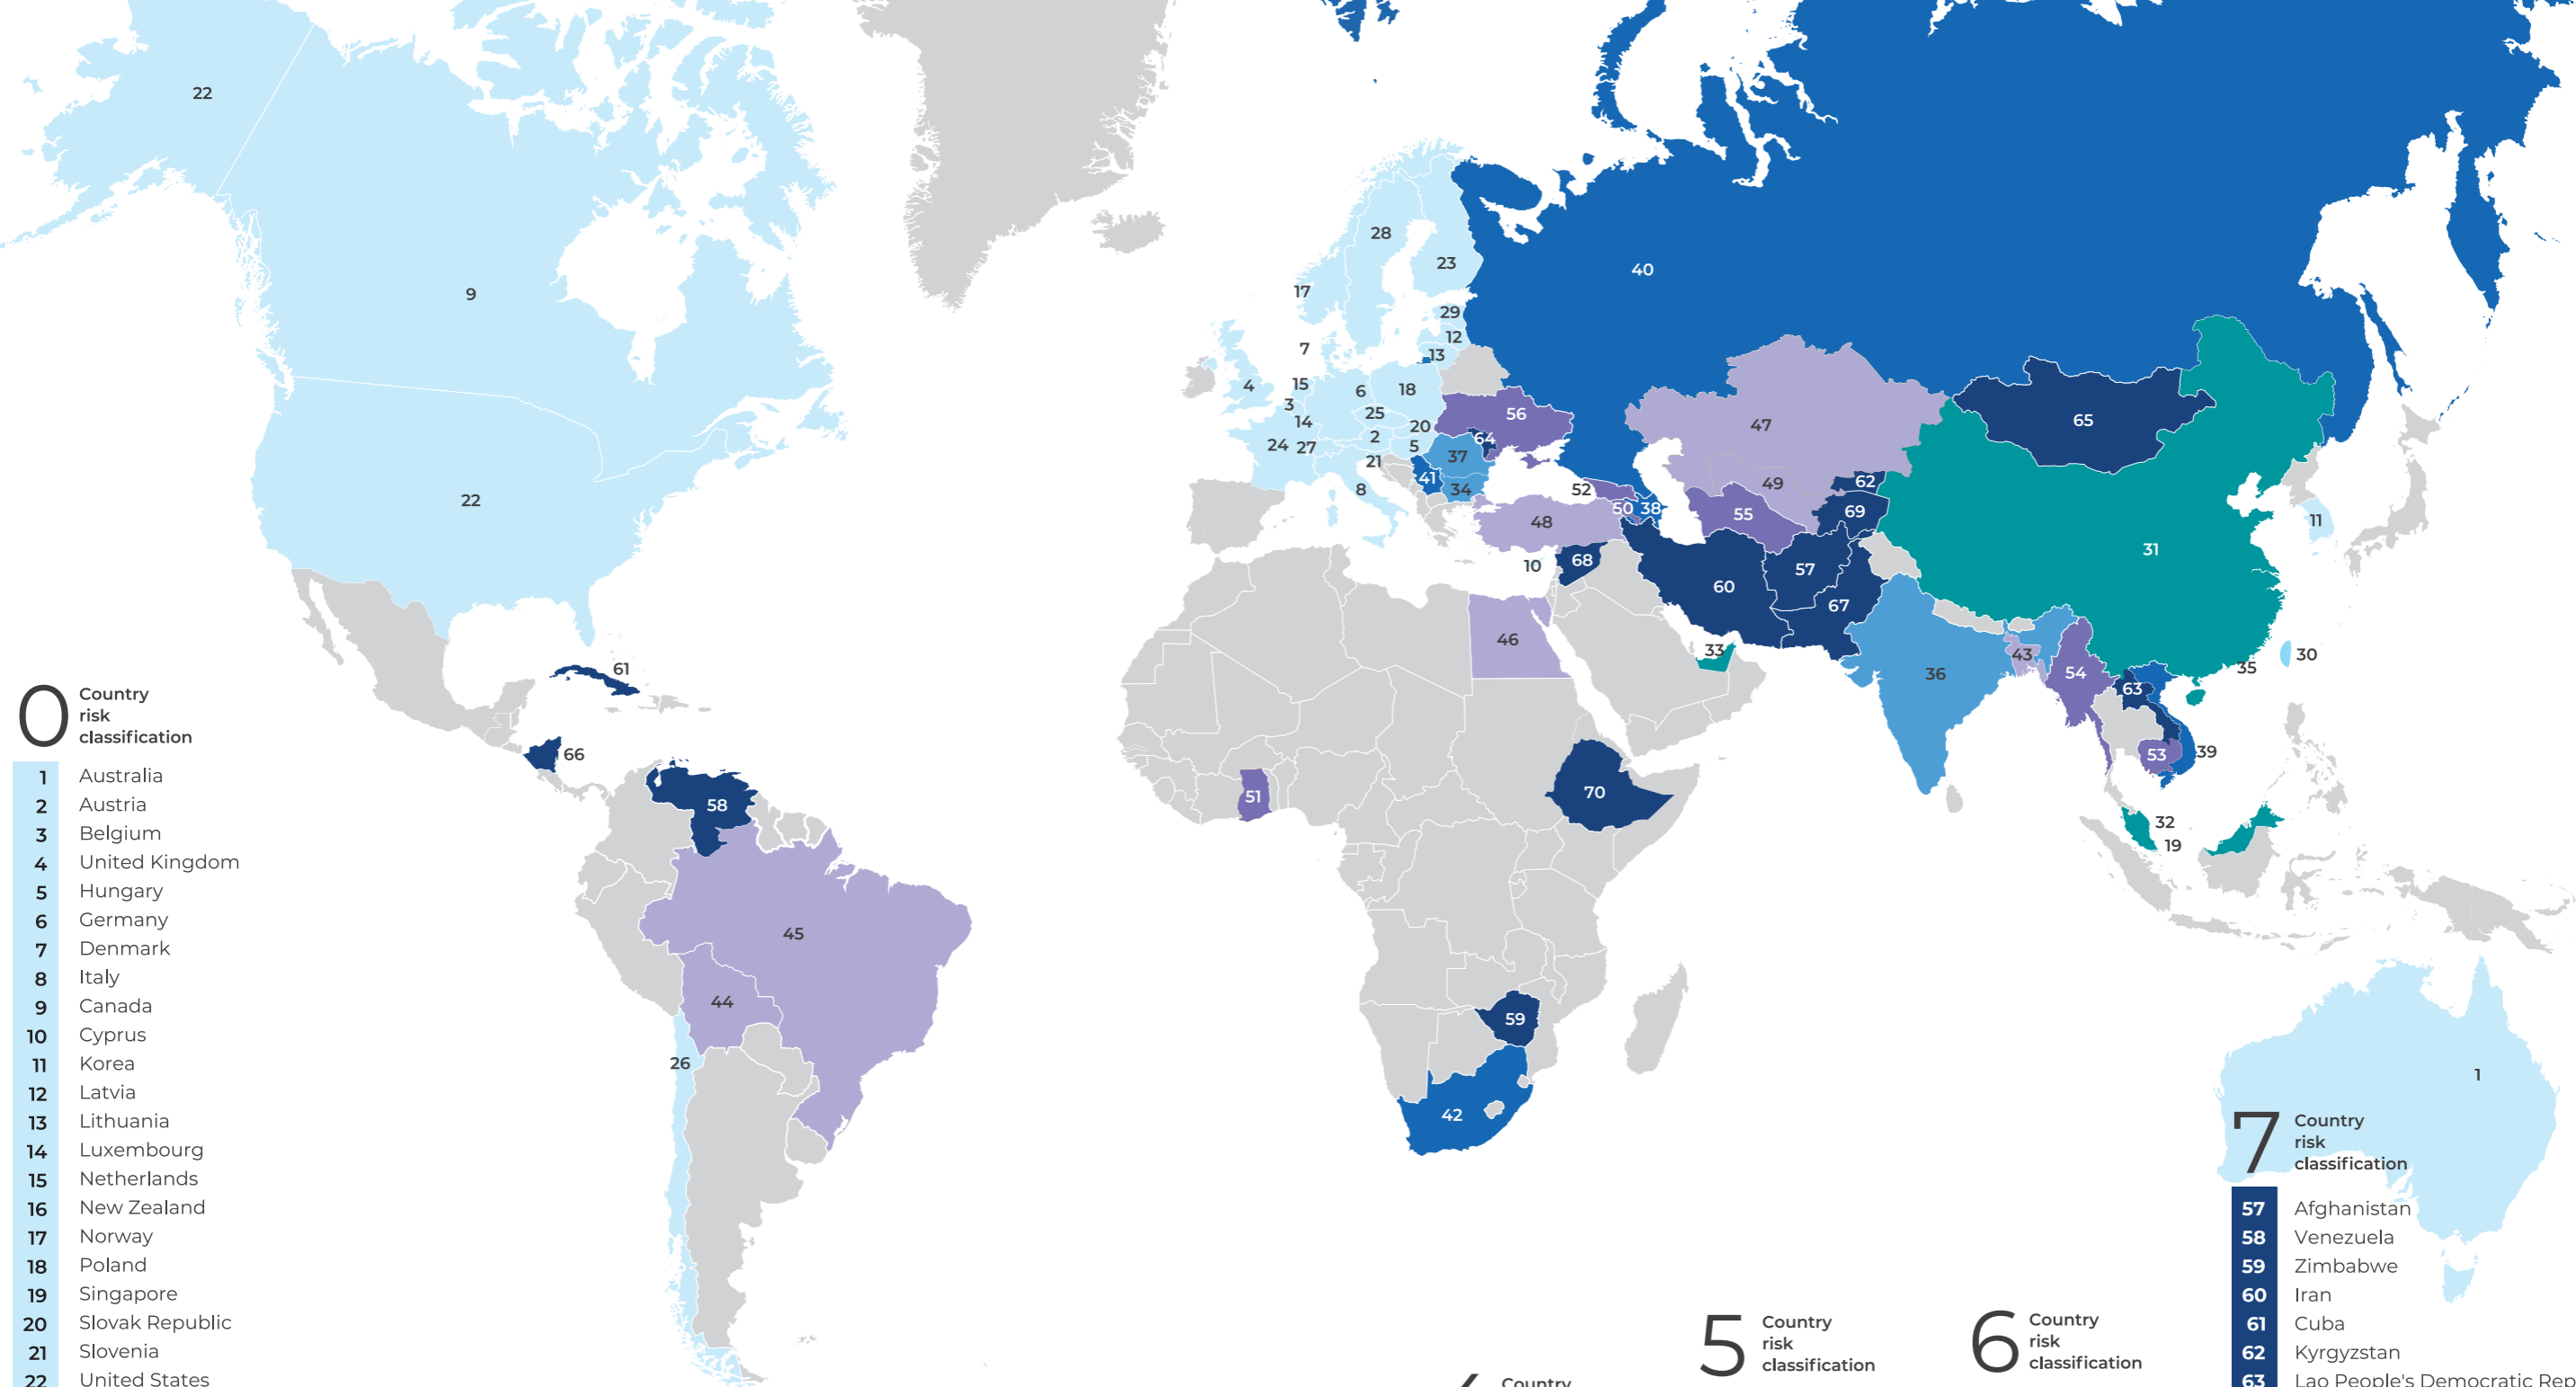 22
9
28
23
17
40
29
12
7
13
4
15
6
18
3
25
56
14
20
47
65
2
64
24
27
5
37
21
41
62
49
8
34
52
50
38
69
55
48
11
31
10
68
57
60
67
22
46
33
43
30
35
61
36
54
63
66
39
53
58
51
70
32
19
45
44
59
26
42
1
0 Country
risk
classification
1 Australia
2 Austria
3 Belgium
4 United Kingdom
5 Hungary
6 Germany
7 Denmark
8 Italy
9 Canada
10 Cyprus
11 Korea
12 Latvia
13 Lithuania
14 Luxembourg
15 Netherlands
16 New Zealand
17 Norway
18 Poland
19 Singapore
20 Slovak Republic
21 Slovenia
22 United States
Country
5 Country
risk
classification
6 Country
risk
classification
7 Country
risk
classification
57 Afghanistan
58 Venezuela
59 Zimbabwe
60 Iran
61 Cuba
62 Kyrgyzstan
63 Lao People's Democratic Rep